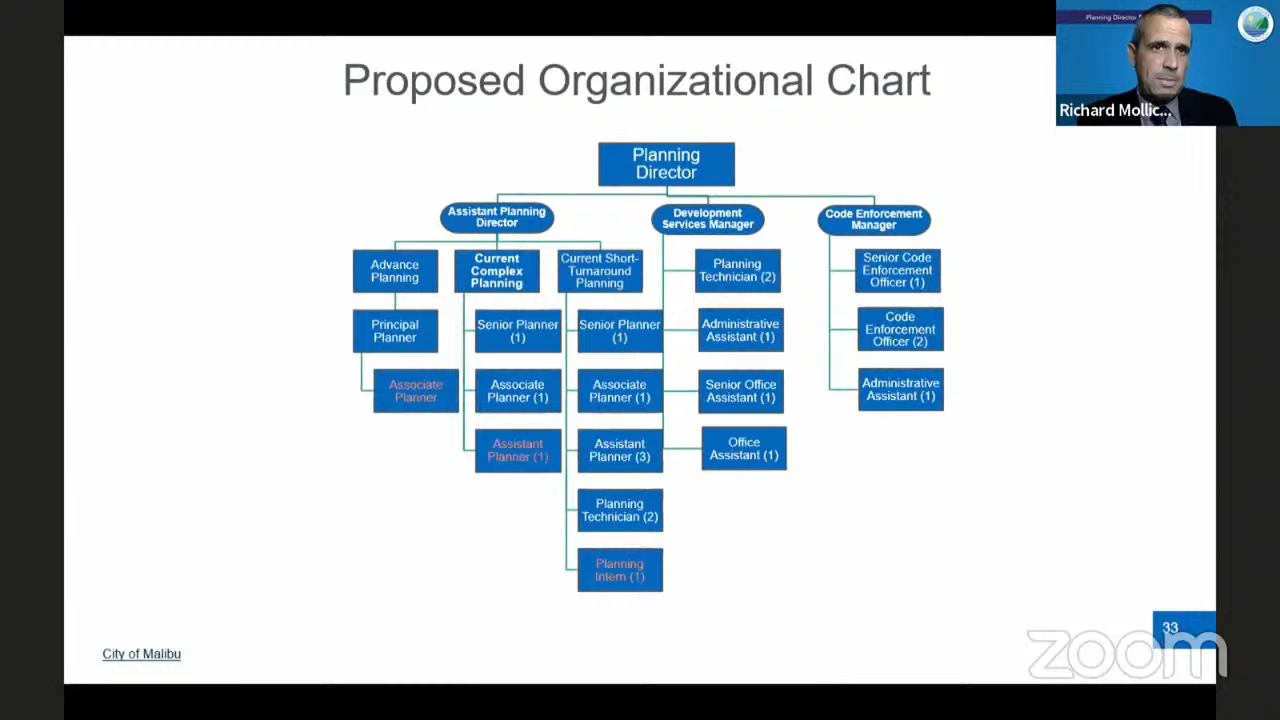 Planning Director
Richard Mollic...
Proposed Organizational Chart
Planning
Director
Assistant Planning
Director
Development
Services Manager
Code Enforcement
Manager
Advance
Planning
Current
Complex
Planning
Current Short-
Turnaround
Planning
Planning
Technician (2)
Senior Code
Enforcement
Officer (1)
Principal
Planner
Senior Planner
(1)
Senior Planner
(1)
Administrative
Assistant (1)
Code
Enforcement
Officer (2)
Associate
Planner
Associate
Planner (1)
Associate
Planner (1)
Senior Office
Assistant (1)
Administrative
Assistant (1)
Assistant
Planner (1)
Assistant
Planner (3)
Office
Assistant (1)
Planning
Technician (2)
Planning
Intern (1)
33
City of Malibu
zoom